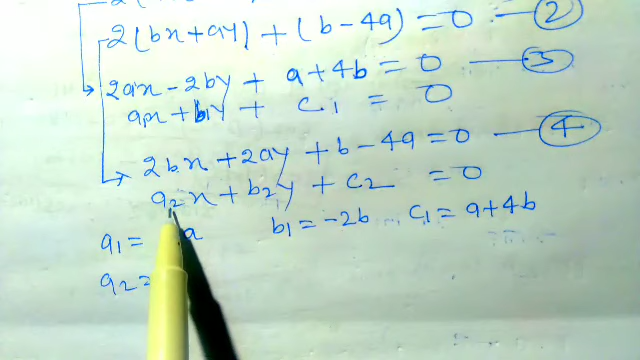 2(bx+ay)+(b-4a)=0 —②
2ax-2by + a+4b=0 —③
a₁x+b₁y + c₁ = 0
2bx+2ay+b-4a=0 —④
a₂x+b₂y+c₂ =0
a₁= a b₁=-2b c₁=a+4b
a₂=